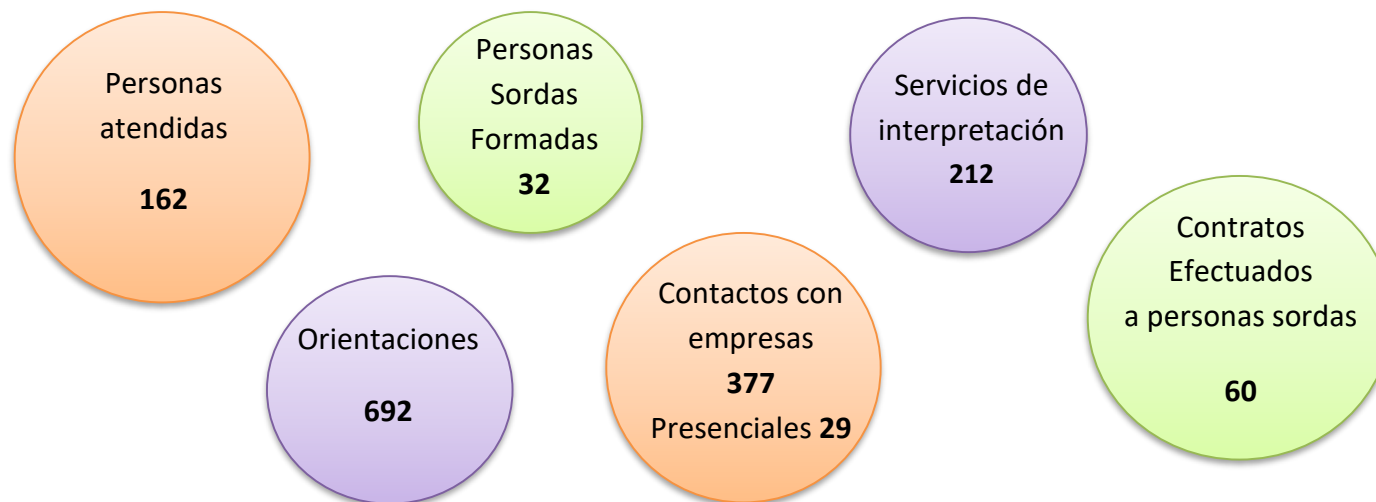 Personas
atendidas
162
Personas
Sordas
Formadas
32
Servicios de
interpretación
212
Contratos
Efectuados
a personas sordas
60
Orientaciones
692
Contactos con
empresas
377
Presenciales 29